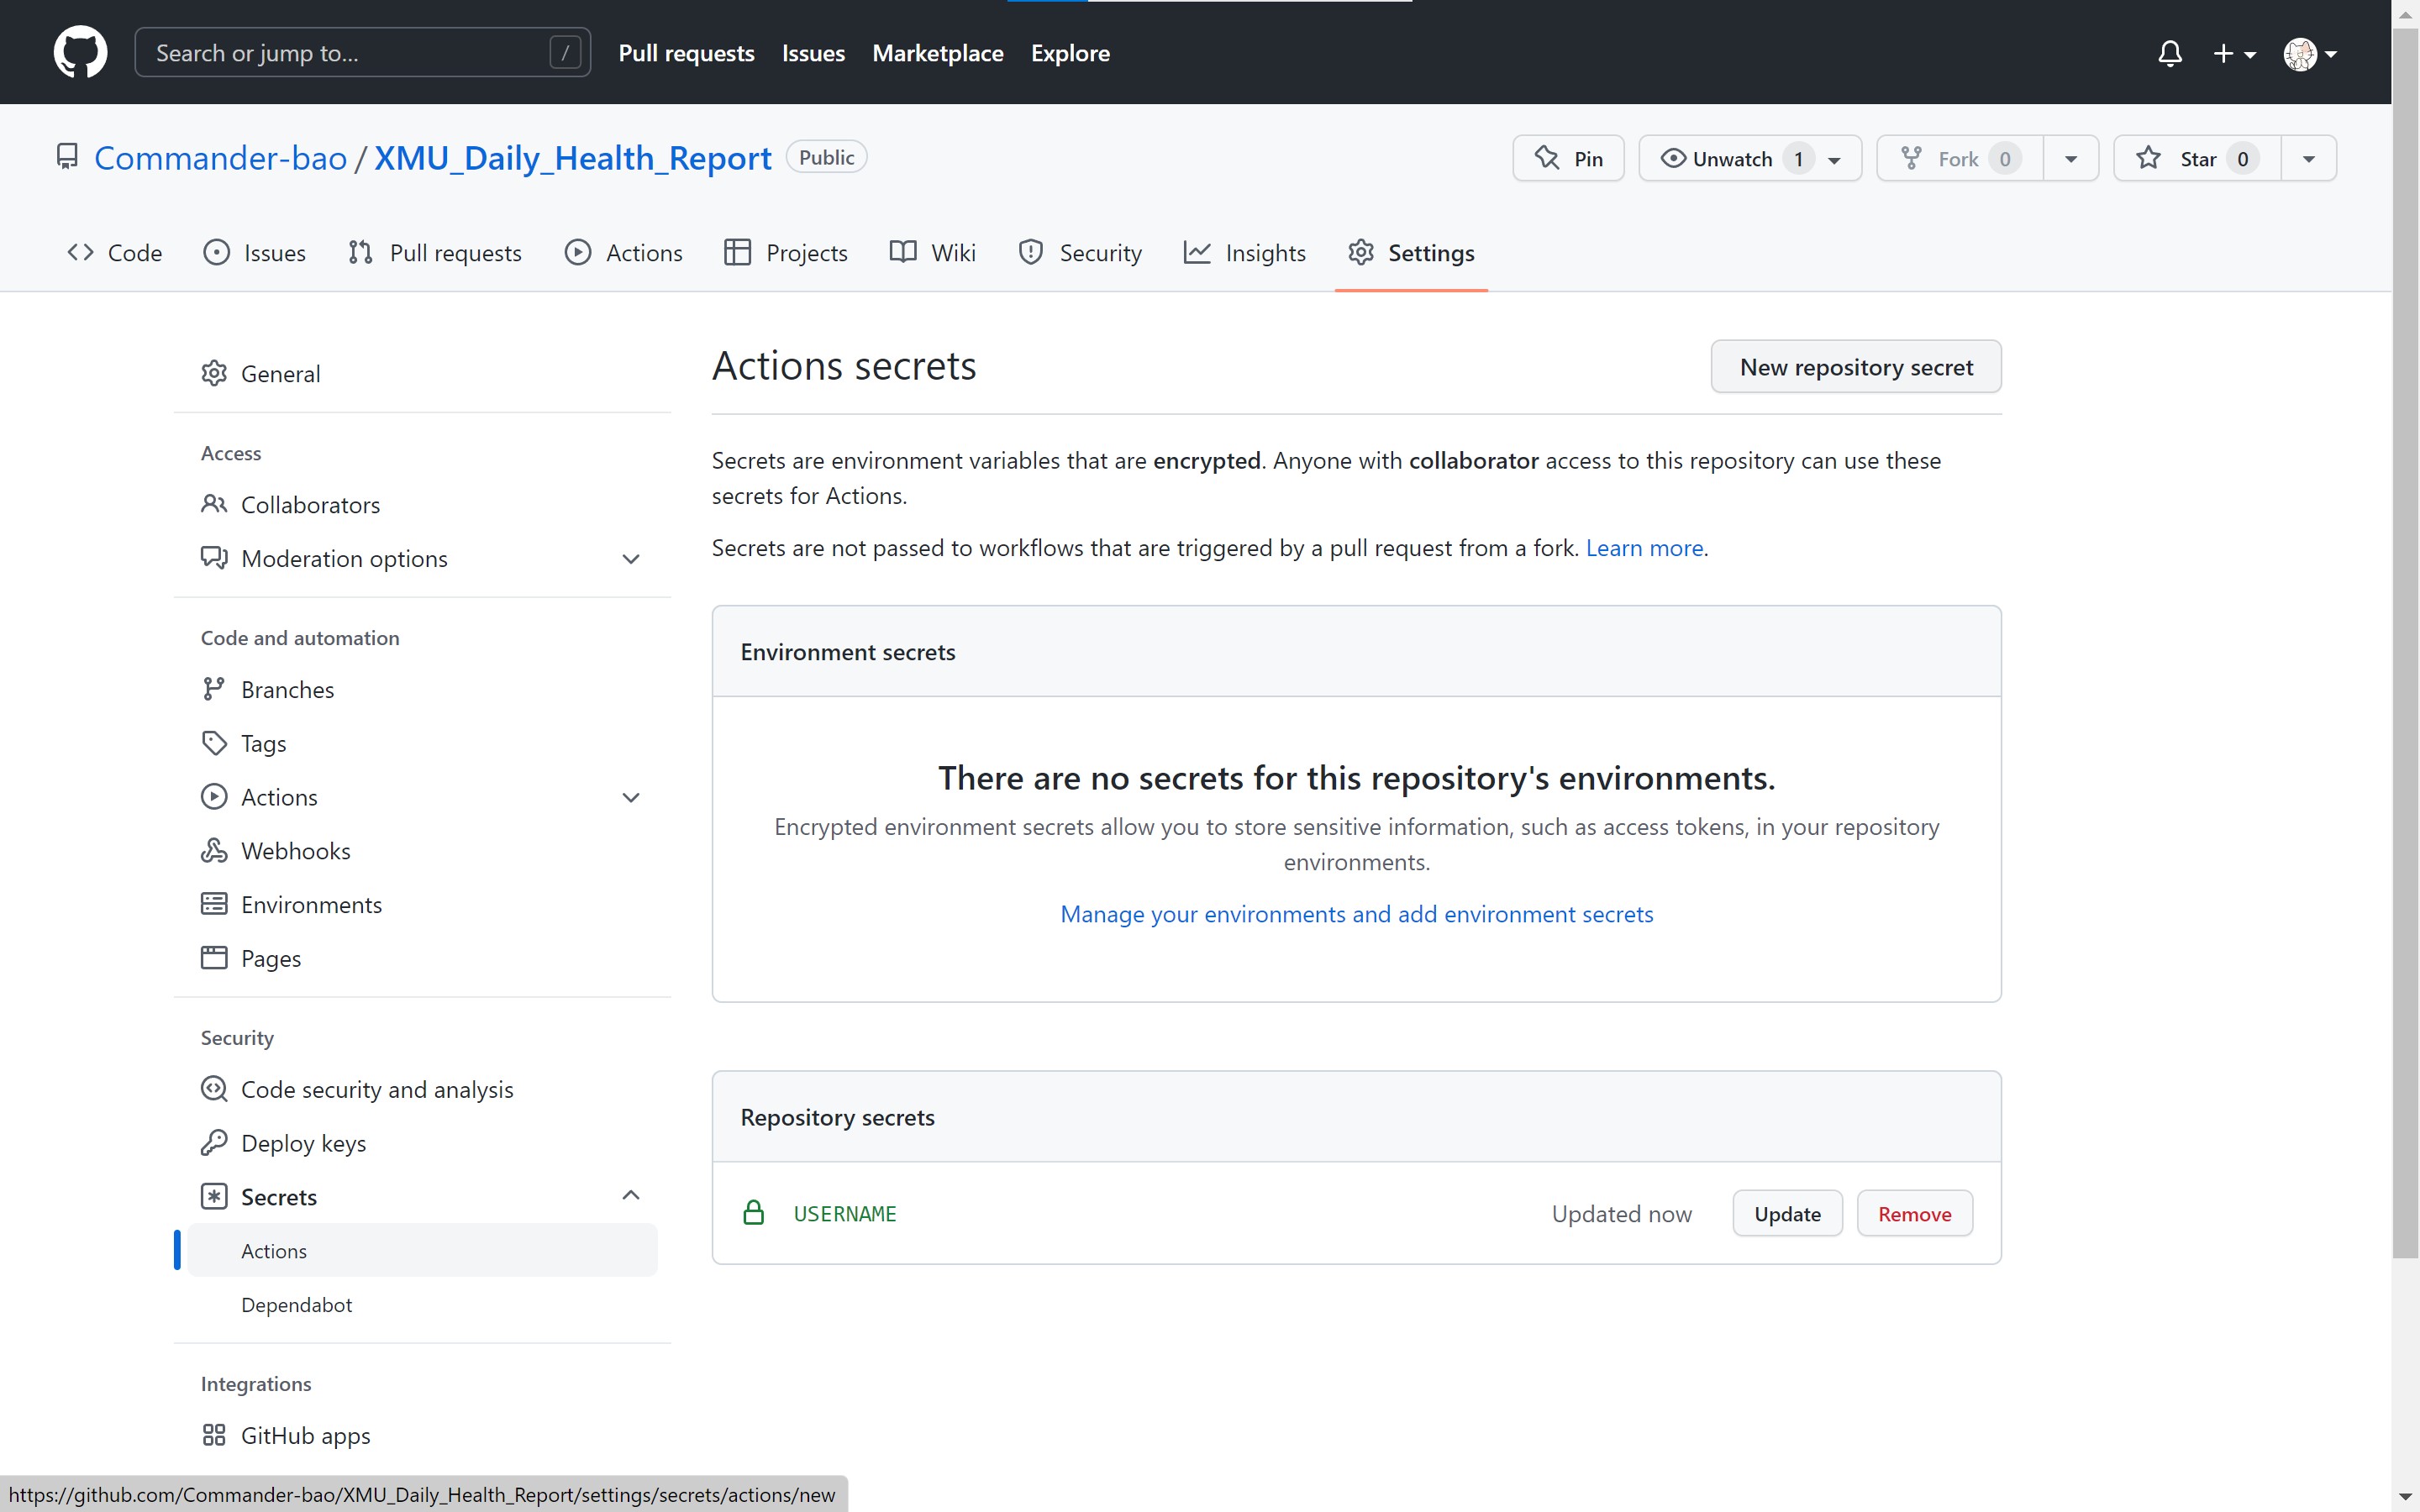 Search or jump to... /
Pull requests Issues Marketplace Explore
Commander-bao / XMU_Daily_Health_Report Public
Pin Unwatch 1 Fork 0 Star 0
Code Issues Pull requests Actions Projects Wiki Security Insights Settings
General
Access
Collaborators
Moderation options
Code and automation
Branches
Tags
Actions
Webhooks
Environments
Pages
Security
Code security and analysis
Deploy keys
Secrets
Actions
Dependabot
Integrations
GitHub apps
Actions secrets
New repository secret
Secrets are environment variables that are encrypted. Anyone with collaborator access to this repository can use these
secrets for Actions.
Secrets are not passed to workflows that are triggered by a pull request from a fork. Learn more.
Environment secrets
There are no secrets for this repository's environments.
Encrypted environment secrets allow you to store sensitive information, such as access tokens, in your repository
environments.
Manage your environments and add environment secrets
Repository secrets
USERNAME Updated now Update Remove
https://github.com/Commander-bao/XMU_Daily_Health_Report/settings/secrets/actions/new